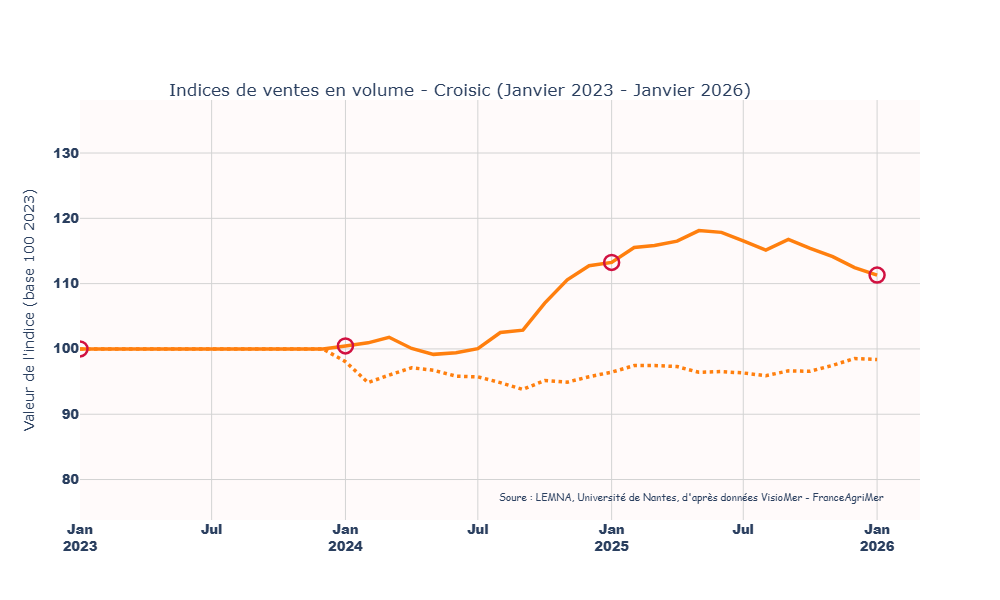 Indices de ventes en volume - Croisic (Janvier 2023 - Janvier 2026)
Valeur de l'indice (base 100 2023)
130
120
110
100
90
80
Soure : LEMNA, Université de Nantes, d'après données VisioMer - FranceAgriMer
Jan Jul Jan Jul Jan Jul Jan
2023 2024 2025 2026